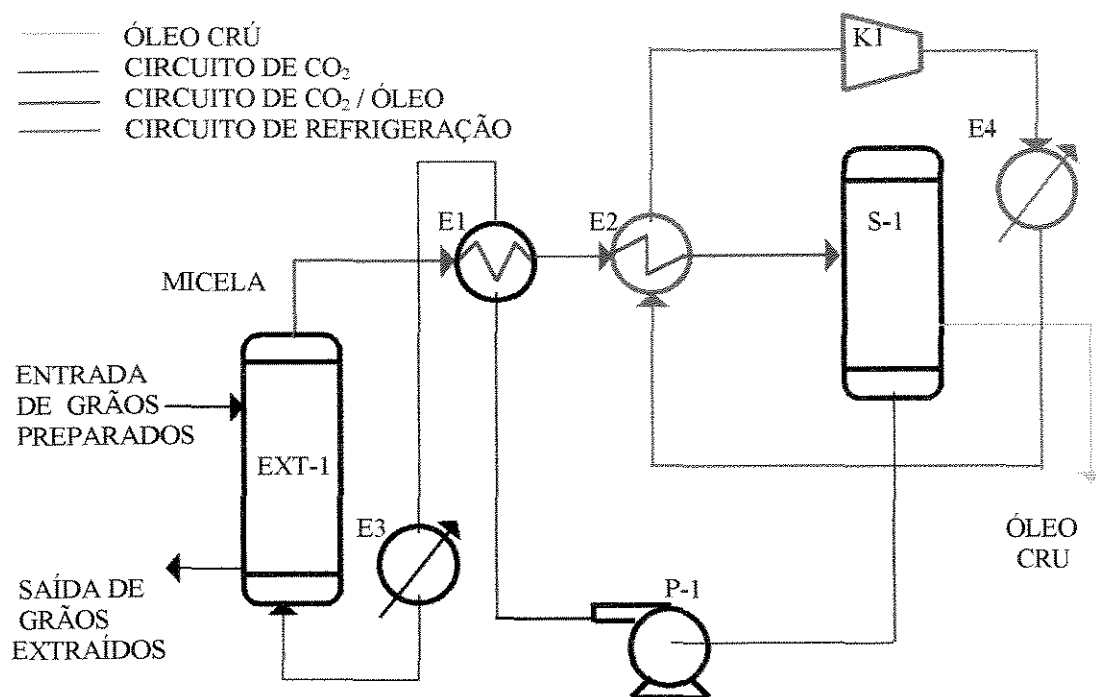 ÓLEO CRÚ
CIRCUITO DE CO₂
CIRCUITO DE CO₂ / ÓLEO
CIRCUITO DE REFRIGERAÇÃO
K1
E4
E1
E2
S-1
MICELA
ENTRADA
DE GRÃOS
PREPARADOS
EXT-1
E3
ÓLEO
CRU
SAÍDA DE
GRÃOS
EXTRAÍDOS
P-1